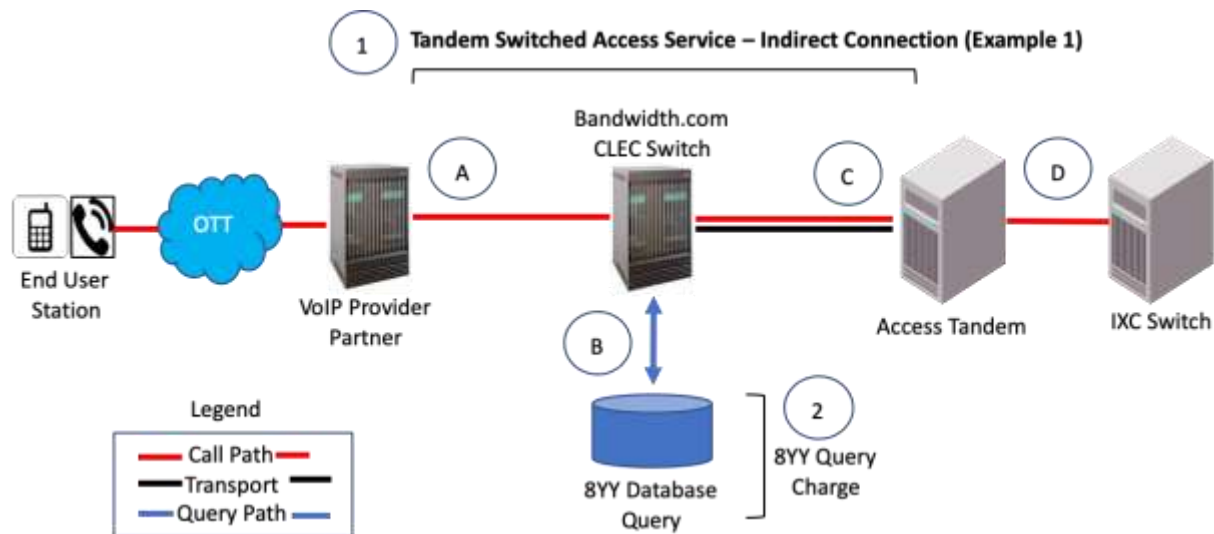 1
Tandem Switched Access Service – Indirect Connection (Example 1)
Bandwidth.com
CLEC Switch
A
C
D
OTT
End User
Station
VoIP Provider
Partner
Access Tandem
IXC Switch
B
Legend
Call Path
Transport
Query Path
8YY Database
Query
2
8YY Query
Charge